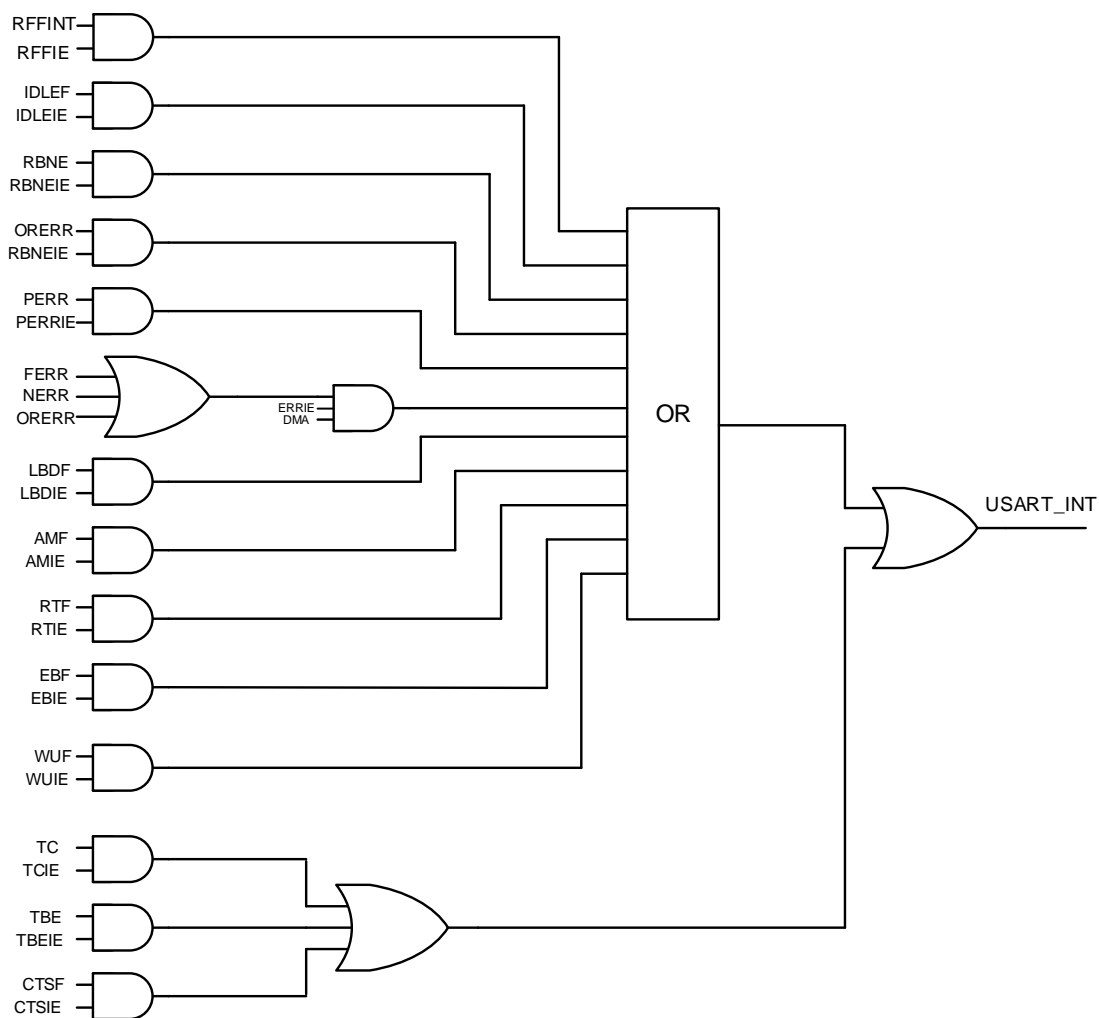 RFFINT
RFFIE
IDLEF
IDLEIE
RBNE
RBNEIE
ORERR
RBNEIE
PERR
PERRIE
FERR
NERR
ORERR
ERRIE
DMA
OR
LBDF
LBDIE
USART_INT
AMF
AMIE
RTF
RTIE
EBF
EBIE
WUF
WUIE
TC
TCIE
TBE
TBEIE
CTSF
CTSIE